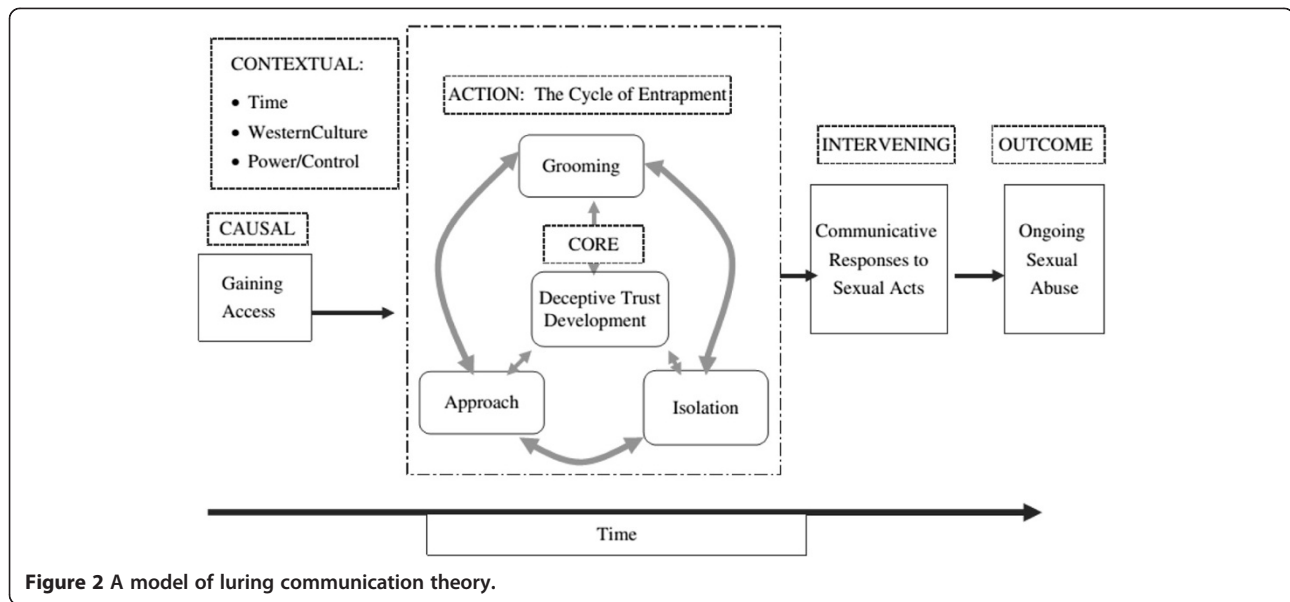 CONTEXTUAL:
• Time
• WesternCulture
• Power/Control
CAUSAL
Gaining
Access
ACTION: The Cycle of Entrapment
Grooming
CORE
Deceptive Trust
Development
Approach
Isolation
INTERVENING
Communicative
Responses to
Sexual Acts
OUTCOME
Ongoing
Sexual
Abuse
Time
Figure 2 A model of luring communication theory.